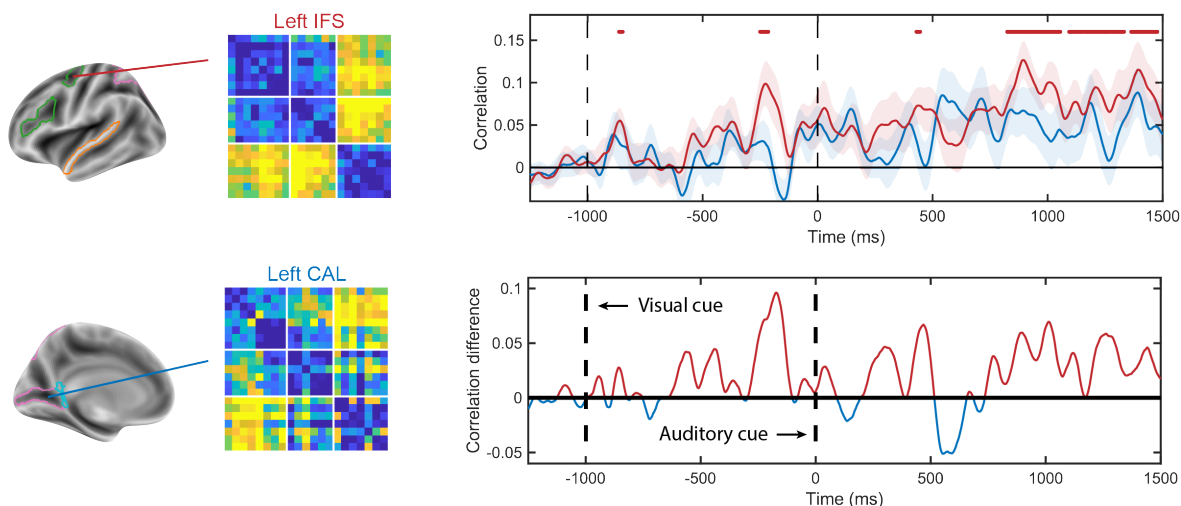 Left IFS
0.15
0.1
0.05
0
Correlation
-1000
-500
0
500
1000
1500
Time (ms)
Left CAL
0.1
0.05
0
-0.05
Correlation difference
Visual cue
Auditory cue
-1000
-500
0
500
1000
1500
Time (ms)